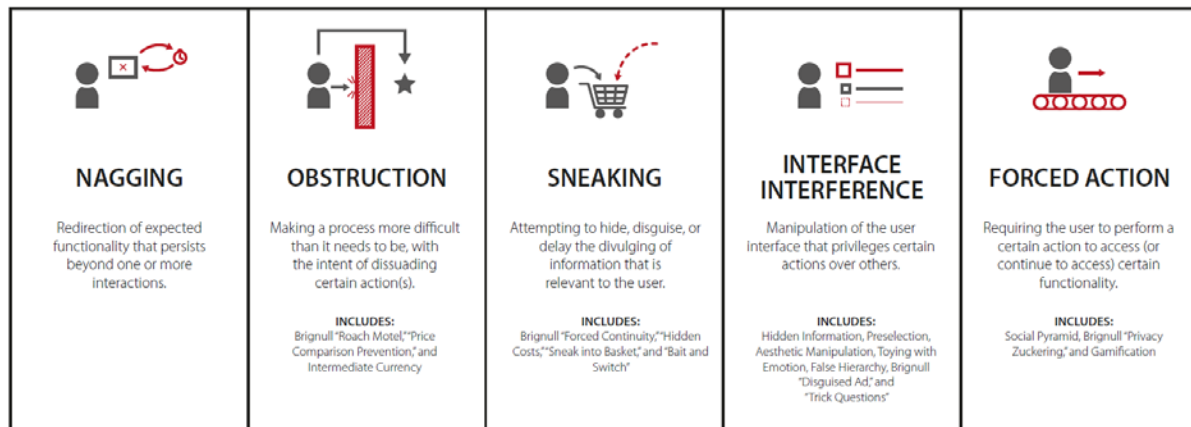 NAGGING
Redirection of expected
functionality that persists
beyond one or more
interactions.
OBSTRUCTION
Making a process more difficult
than it needs to be, with
the intent of dissuading
certain action(s).
INCLUDES:
Brignull “Roach Motel,” “Price
Comparison Prevention,” and
Intermediate Currency
SNEAKING
Attempting to hide, disguise, or
delay the divulging of
information that is
relevant to the user.
INCLUDES:
Brignull “Forced Continuity,” “Hidden
Costs,” “Sneak into Basket,” and “Bait and
Switch”
INTERFACE
INTERFERENCE
Manipulation of the user
interface that privileges certain
actions over others.
INCLUDES:
Hidden Information, Preselection,
Aesthetic Manipulation, Toying with
Emotion, False Hierarchy, Brignull
“Disguised Ad,” and
“Trick Questions”
FORCED ACTION
Requiring the user to perform a
certain action to access (or
continue to access) certain
functionality.
INCLUDES:
Social Pyramid, Brignull “Privacy
Zuckering,” and Gamification